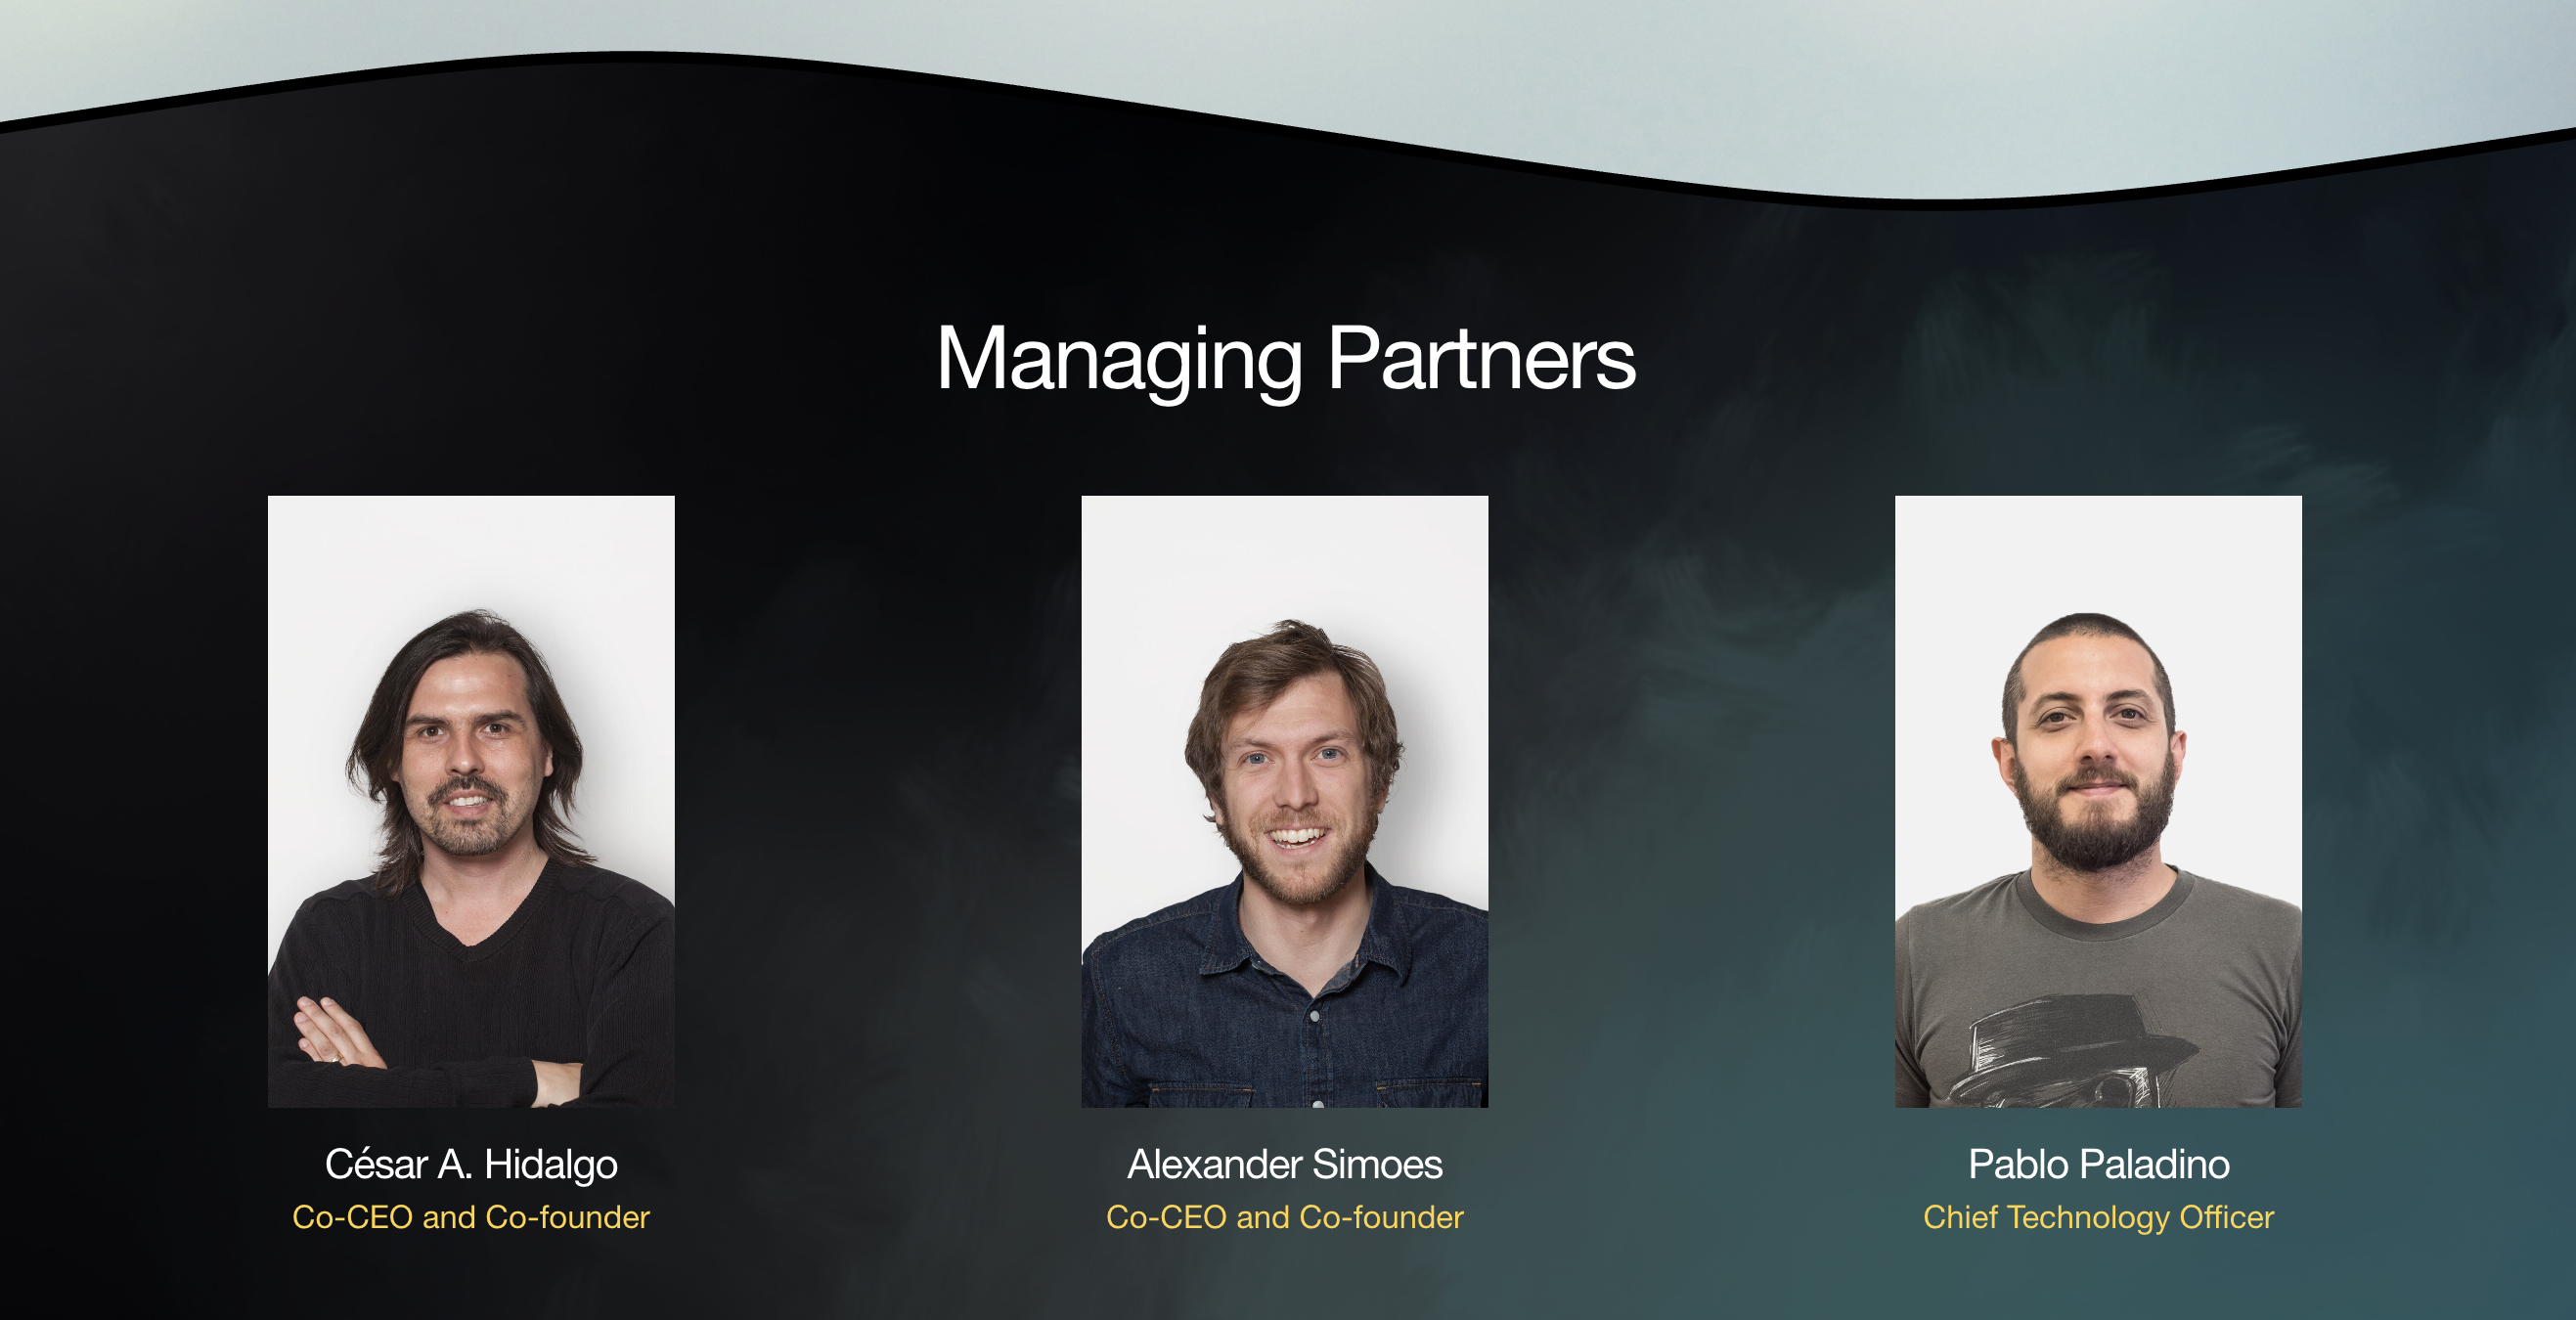 Managing Partners
César A. Hidalgo
Co-CEO and Co-founder
Alexander Simoes
Co-CEO and Co-founder
Pablo Paladino
Chief Technology Officer